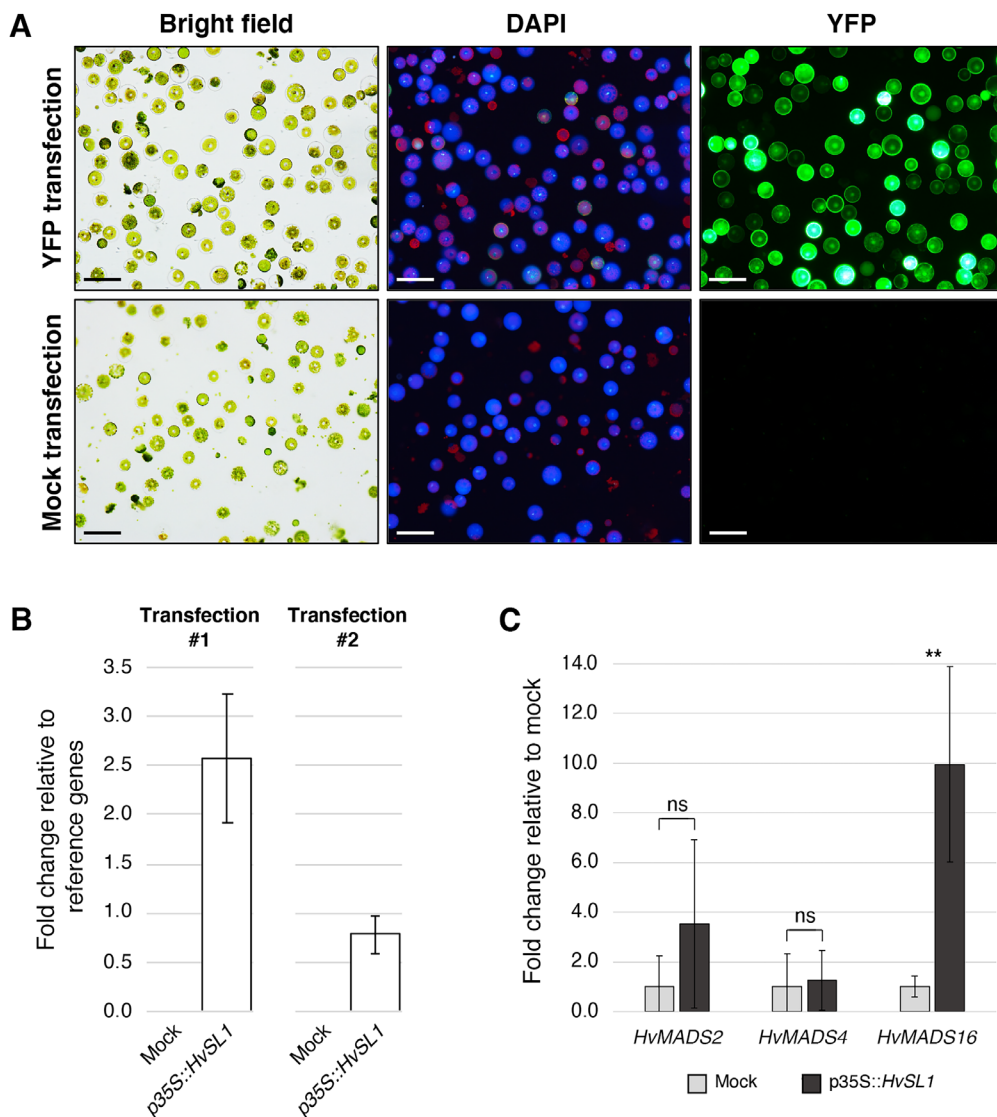 A
Bright field
DAPI
YFP
YFP transfection
Mock transfection
B
Transfection
#1
Transfection
#2
Fold change relative to
reference genes
3.5
3.0
2.5
2.0
1.5
1.0
0.5
0.0
Mock
p35S::HvSL1
Mock
p35S::HvSL1
C
Fold change relative to mock
14.0
12.0
10.0
8.0
6.0
4.0
2.0
0.0
ns
ns
**
HvMADS2
HvMADS4
HvMADS16
Mock
p35S::HvSL1